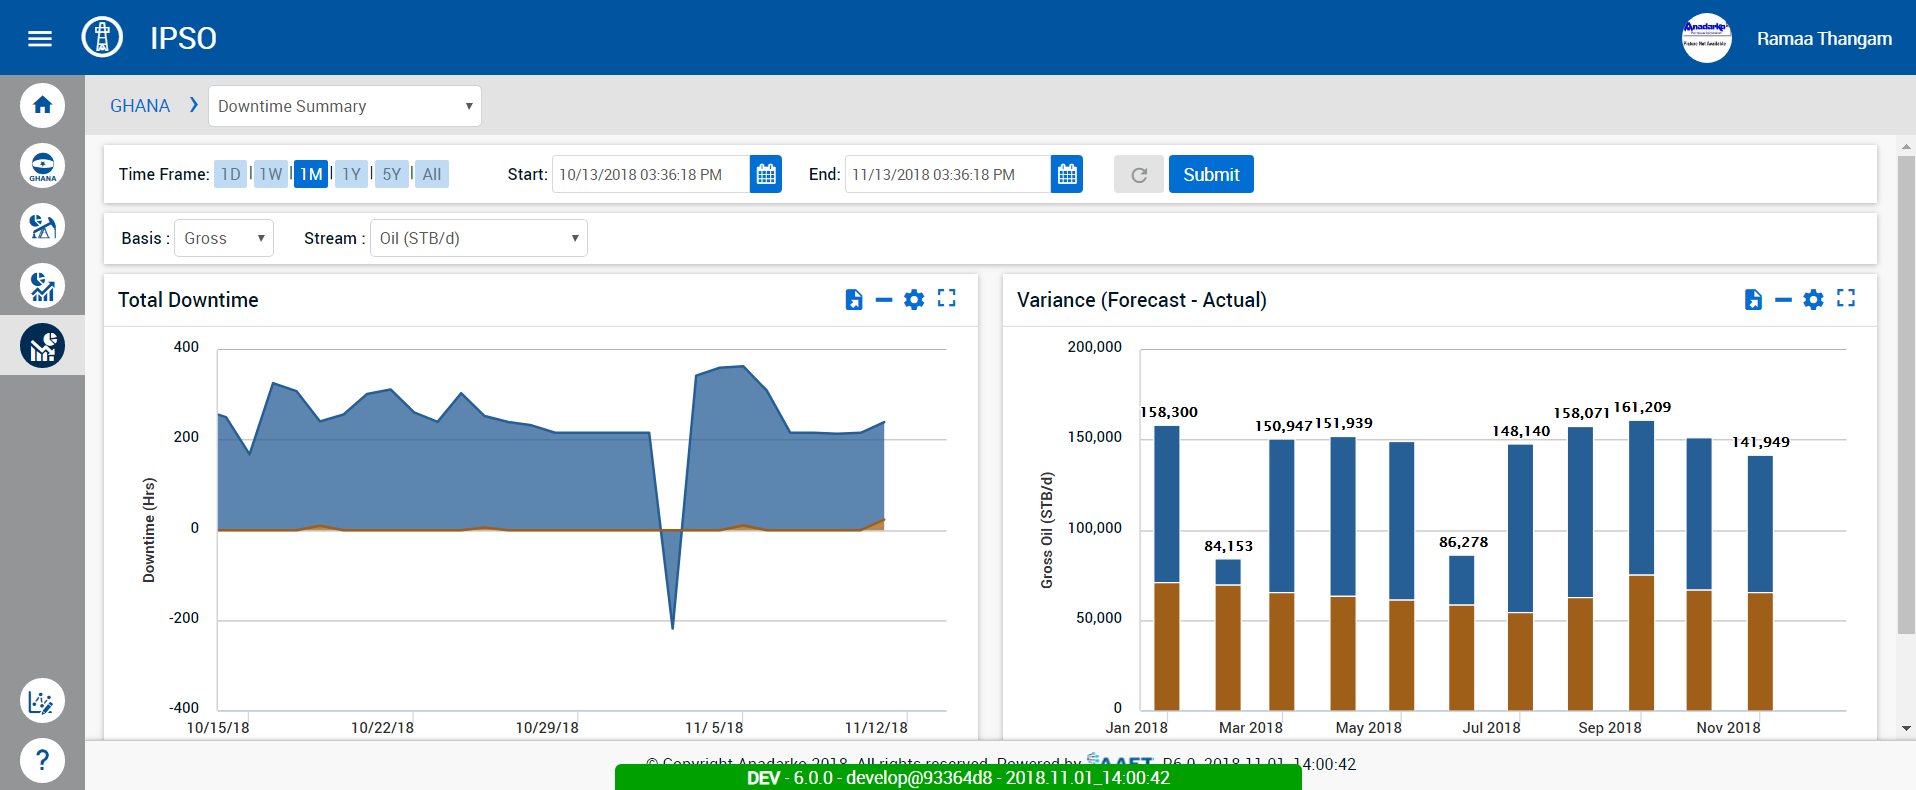 IPSO
Anadarko
Picture Not Available
Ramaa Thangam
GHANA
GHANA ❯ Downtime Summary
Time Frame: 1D | 1W | 1M | 1Y | 5Y | All
Start: 10/13/2018 03:36:18 PM
End: 11/13/2018 03:36:18 PM
Submit
Basis : Gross
Stream : Oil (STB/d)
Total Downtime
400
200
0
-200
-400
Downtime (Hrs)
10/15/18 10/22/18 10/29/18 11/ 5/18 11/12/18
Variance (Forecast - Actual)
200,000
150,000
100,000
50,000
0
Gross Oil (STB/d)
158,300
84,153
150,947
151,939
86,278
148,140
158,071
161,209
141,949
Jan 2018 Mar 2018 May 2018 Jul 2018 Sep 2018 Nov 2018
?
© Copyright Anadarko 2018. All rights reserved. Powered by R6.0, 2018.11.01_14:00:42
DEV - 6.0.0 - develop@93364d8 - 2018.11.01_14:00:42